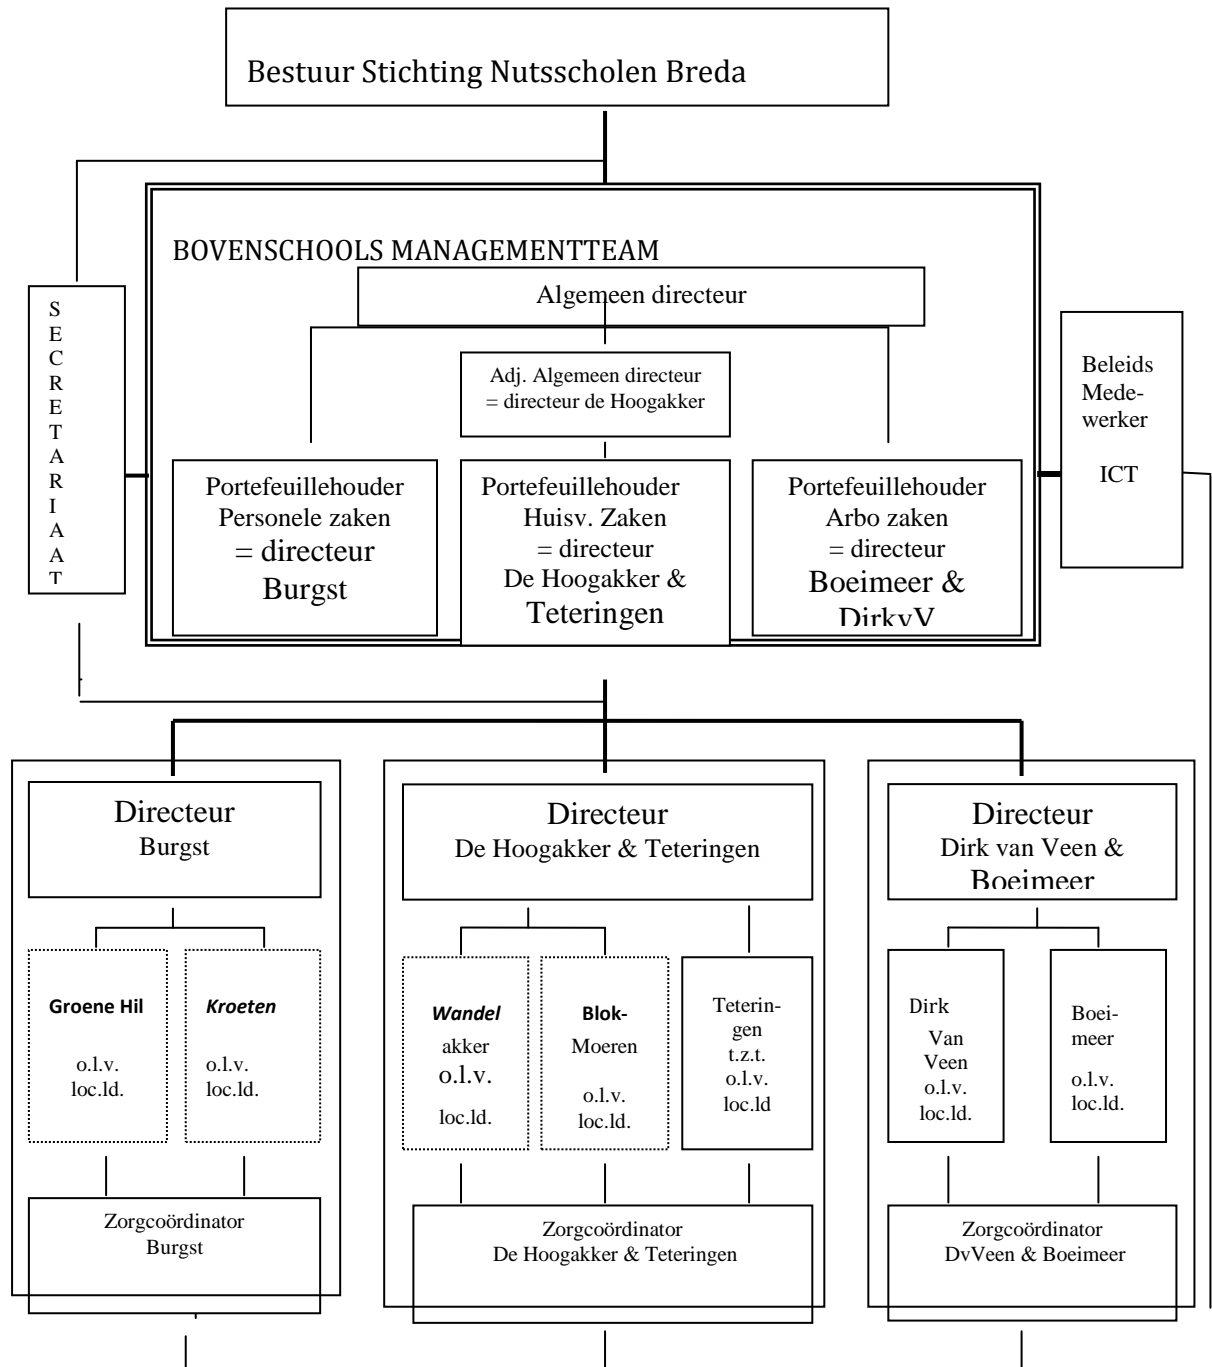 Bestuur Stichting Nutsscholen Breda
BOVENSCHOOLS MANAGEMENTTEAM
Algemeen directeur
S
E
C
R
E
T
A
R
I
A
A
T
Adj. Algemeen directeur
= directeur de Hoogakker
Beleids
Mede-
werker
ICT
Portefeuillehouder
Personele zaken
= directeur
Burgst
Portefeuillehouder
Huisv. Zaken
= directeur
De Hoogakker &
Teteringen
Portefeuillehouder
Arbo zaken
= directeur
Boeimeer &
DirkvV
Directeur
Burgst
Directeur
De Hoogakker & Teteringen
Directeur
Dirk van Veen &
Boeimeer
Groene Hil
o.l.v.
loc.ld.
Kroeten
o.l.v.
loc.ld.
Wandel
akker
o.l.v.
loc.ld.
Blok-
Moeren
o.l.v.
loc.ld.
Teterin-
gen
t.z.t.
o.l.v.
loc.ld
Dirk
Van
Veen
o.l.v.
loc.ld.
Boei-
meer
o.l.v.
loc.ld.
Zorgcoördinator
Burgst
Zorgcoördinator
De Hoogakker & Teteringen
Zorgcoördinator
DvVeen & Boeimeer